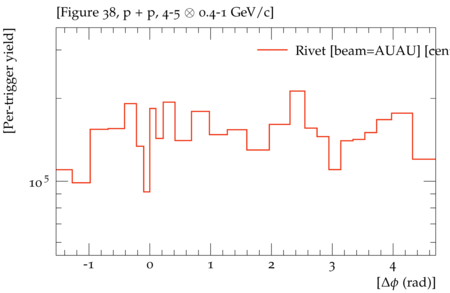 [Figure 38, p + p, 4-5 ⊗ 0.4-1 GeV/c]
[Per-trigger yield]
Rivet [beam=AUAU] [cen
10⁵
-1 0 1 2 3 4
[Δϕ (rad)]